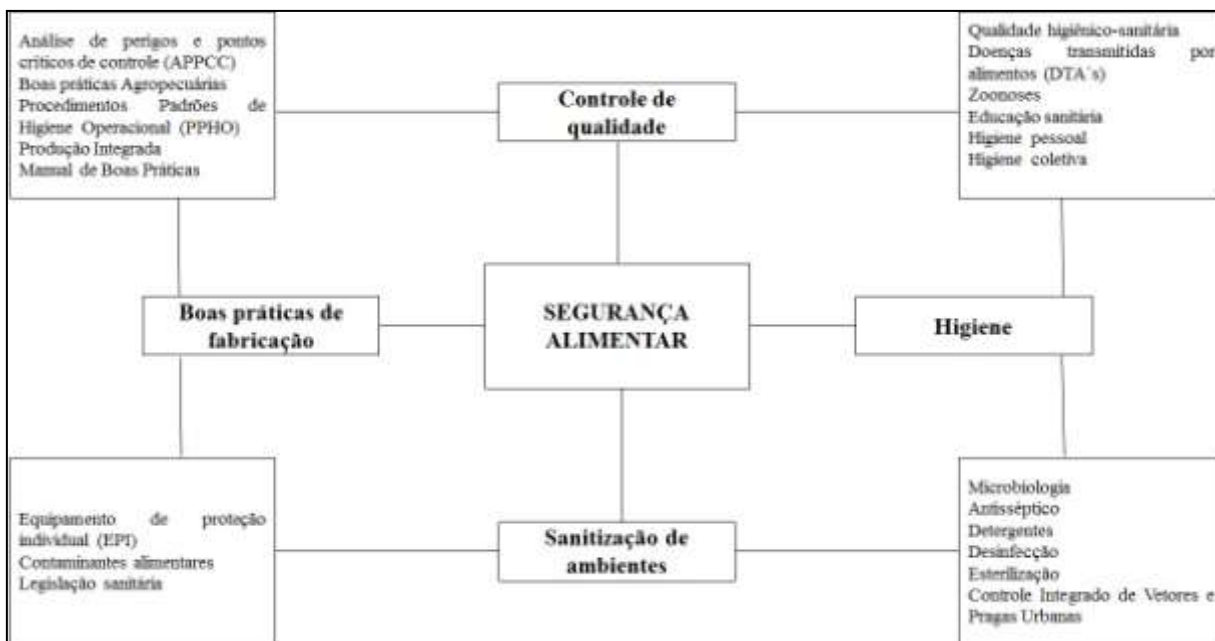 Análise de perigos e pontos
críticos de controle (APPCC)
Boas práticas Agropecuárias
Procedimentos Padrões de
Higiene Operacional (PPHO)
Produção Integrada
Manual de Boas Práticas
Controle de
qualidade
Qualidade higiênico-sanitária
Doenças transmitidas por
alimentos (DTA´s)
Zoonoses
Educação sanitária
Higiene pessoal
Higiene coletiva
Boas práticas de
fabricação
SEGURANÇA
ALIMENTAR
Higiene
Equipamento de proteção
individual (EPI)
Contaminantes alimentares
Legislação sanitária
Sanitização de
ambientes
Microbiologia
Antisséptico
Detergentes
Desinfecção
Esterilização
Controle Integrado de Vetores e
Pragas Urbanas